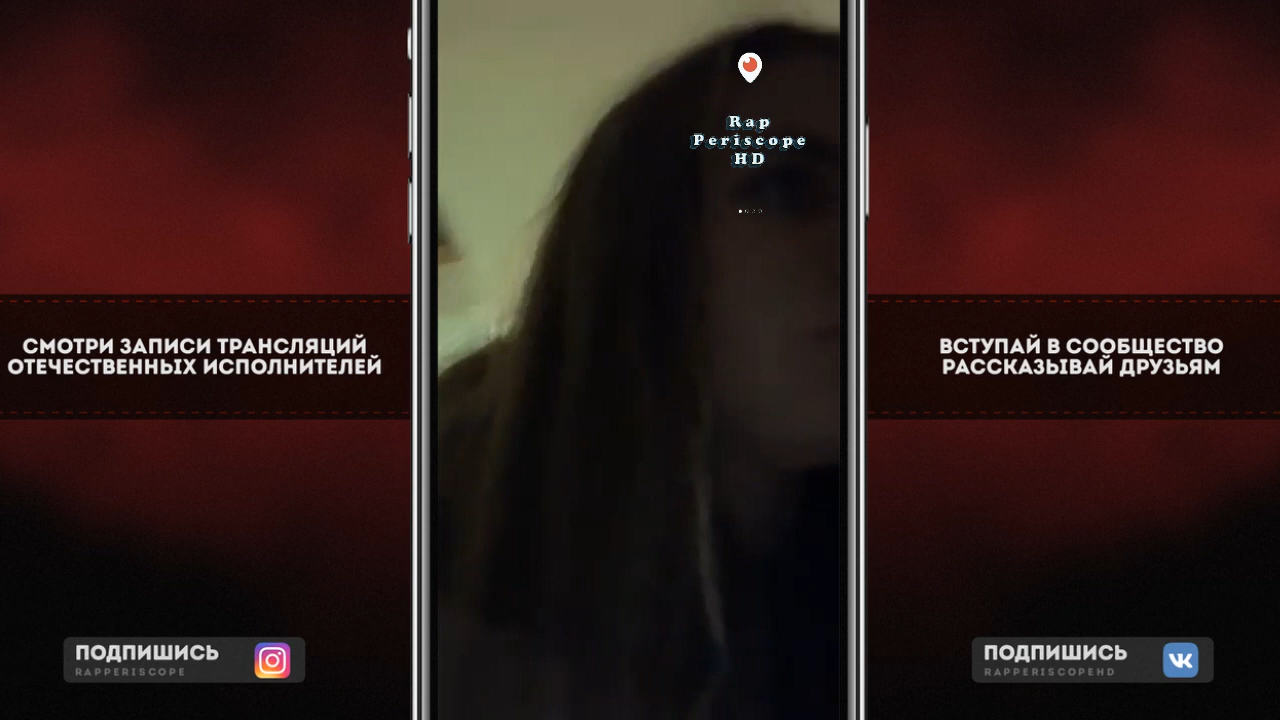 Rap
Periscope
HD
СМОТРИ ЗАПИСИ ТРАНСЛЯЦИЙ
ОТЕЧЕСТВЕННЫХ ИСПОЛНИТЕЛЕЙ
ВСТУПАЙ В СООБЩЕСТВО
РАССКАЗЫВАЙ ДРУЗЬЯМ
ПОДПИШИСЬ
RAPPERISCOPE
ПОДПИШИСЬ
RAPPERISCOPEHD